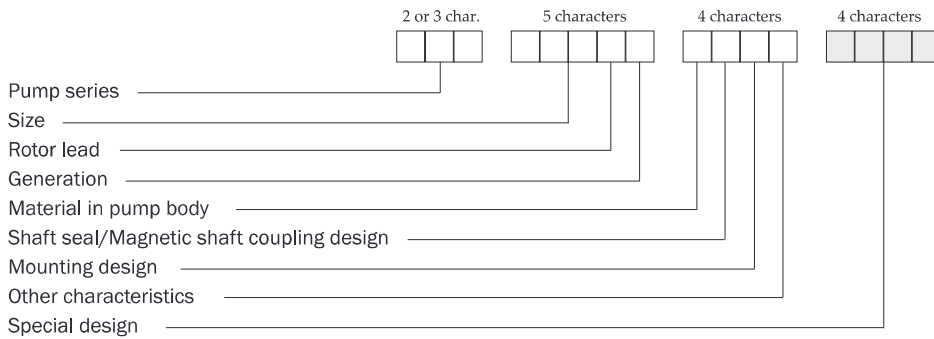 2 or 3 char. 5 characters 4 characters 4 characters
Pump series
Size
Rotor lead
Generation
Material in pump body
Shaft seal/Magnetic shaft coupling design
Mounting design
Other characteristics
Special design